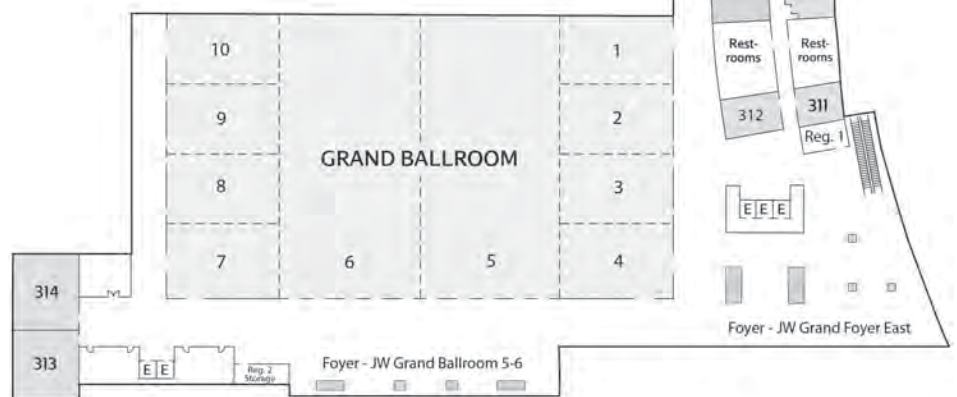 Rest-
rooms
Rest-
rooms
312
311
Reg. 1
10
1
9
2
GRAND BALLROOM
8
3
7
6
5
4
E E E
314
313
E E
Reg. 2
Storage
Foyer - JW Grand Ballroom 5-6
Foyer - JW Grand Foyer East